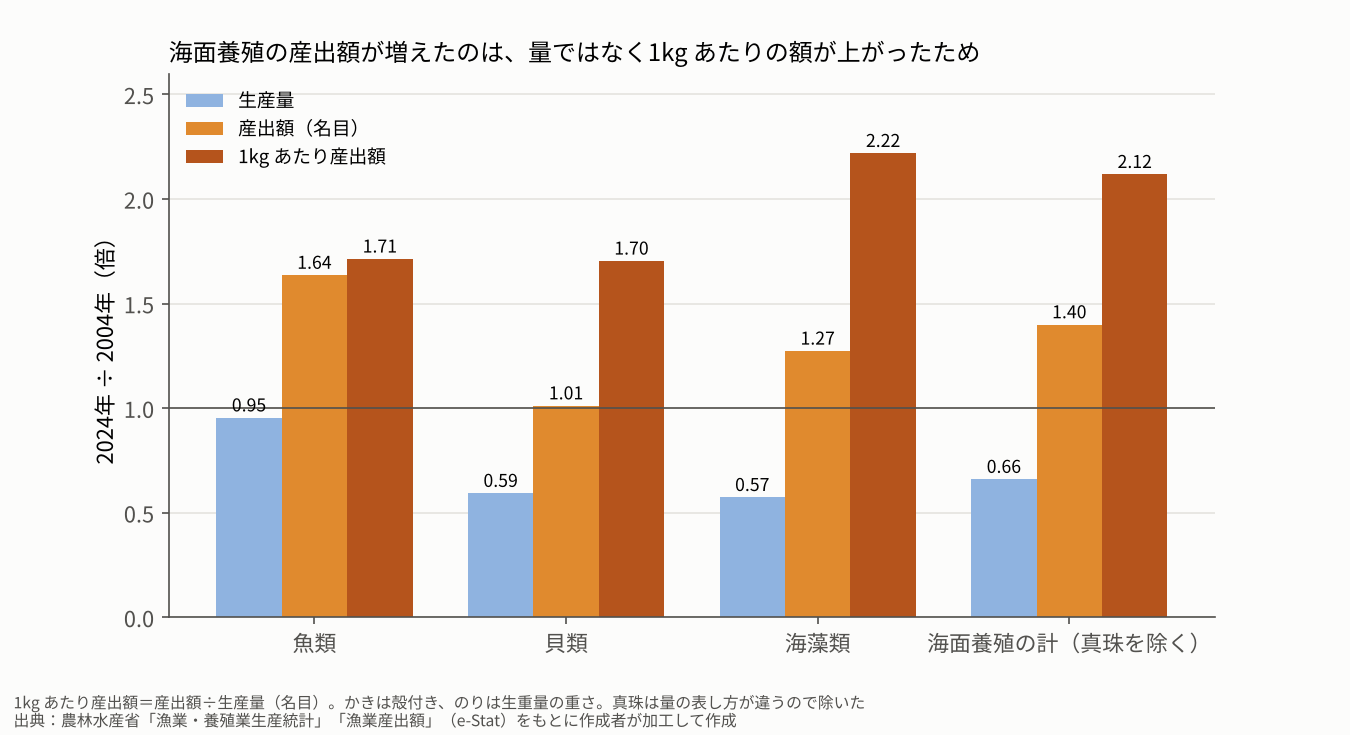 海面養殖の産出額が増えたのは、量ではなく1kg あたりの額が上がったため
2024年 ÷ 2004年（倍）
2.5
2.0
1.5
1.0
0.5
0.0
生産量
産出額（名目）
1kg あたり産出額
0.95
1.64
1.71
0.59
1.01
1.70
0.57
1.27
2.22
0.66
1.40
2.12
魚類
貝類
海藻類
海面養殖の計（真珠を除く）
1kg あたり産出額＝産出額÷生産量（名目）。かきは殻付き、のりは生重量の重さ。真珠は量の表し方が違うので除いた
出典：農林水産省「漁業・養殖業生産統計」「漁業産出額」（e-Stat）をもとに作成者が加工して作成